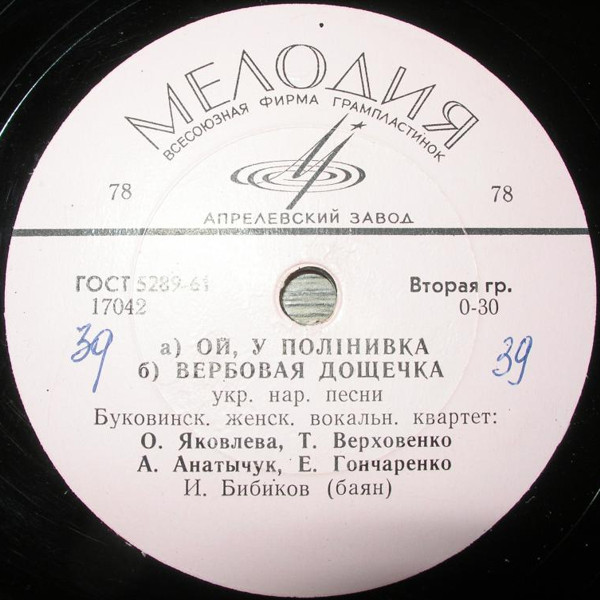 МЕЛОДИЯ
ВСЕСОЮЗНАЯ ФИРМА ГРАМПЛАСТИНОК
78 78
АПРЕЛЕВСКИЙ ЗАВОД
ГОСТ 5289-61 Вторая гр.
17042 0-30
39 39
а) ОЙ, У ПОЛІНИВКА
б) ВЕРБОВАЯ ДОЩЕЧКА
укр. нар. песни
Буковинск. женск. вокальн. квартет:
О. Яковлева, Т. Верховенко
А. Анатычук, Е. Гончаренко
И. Бибиков (баян)